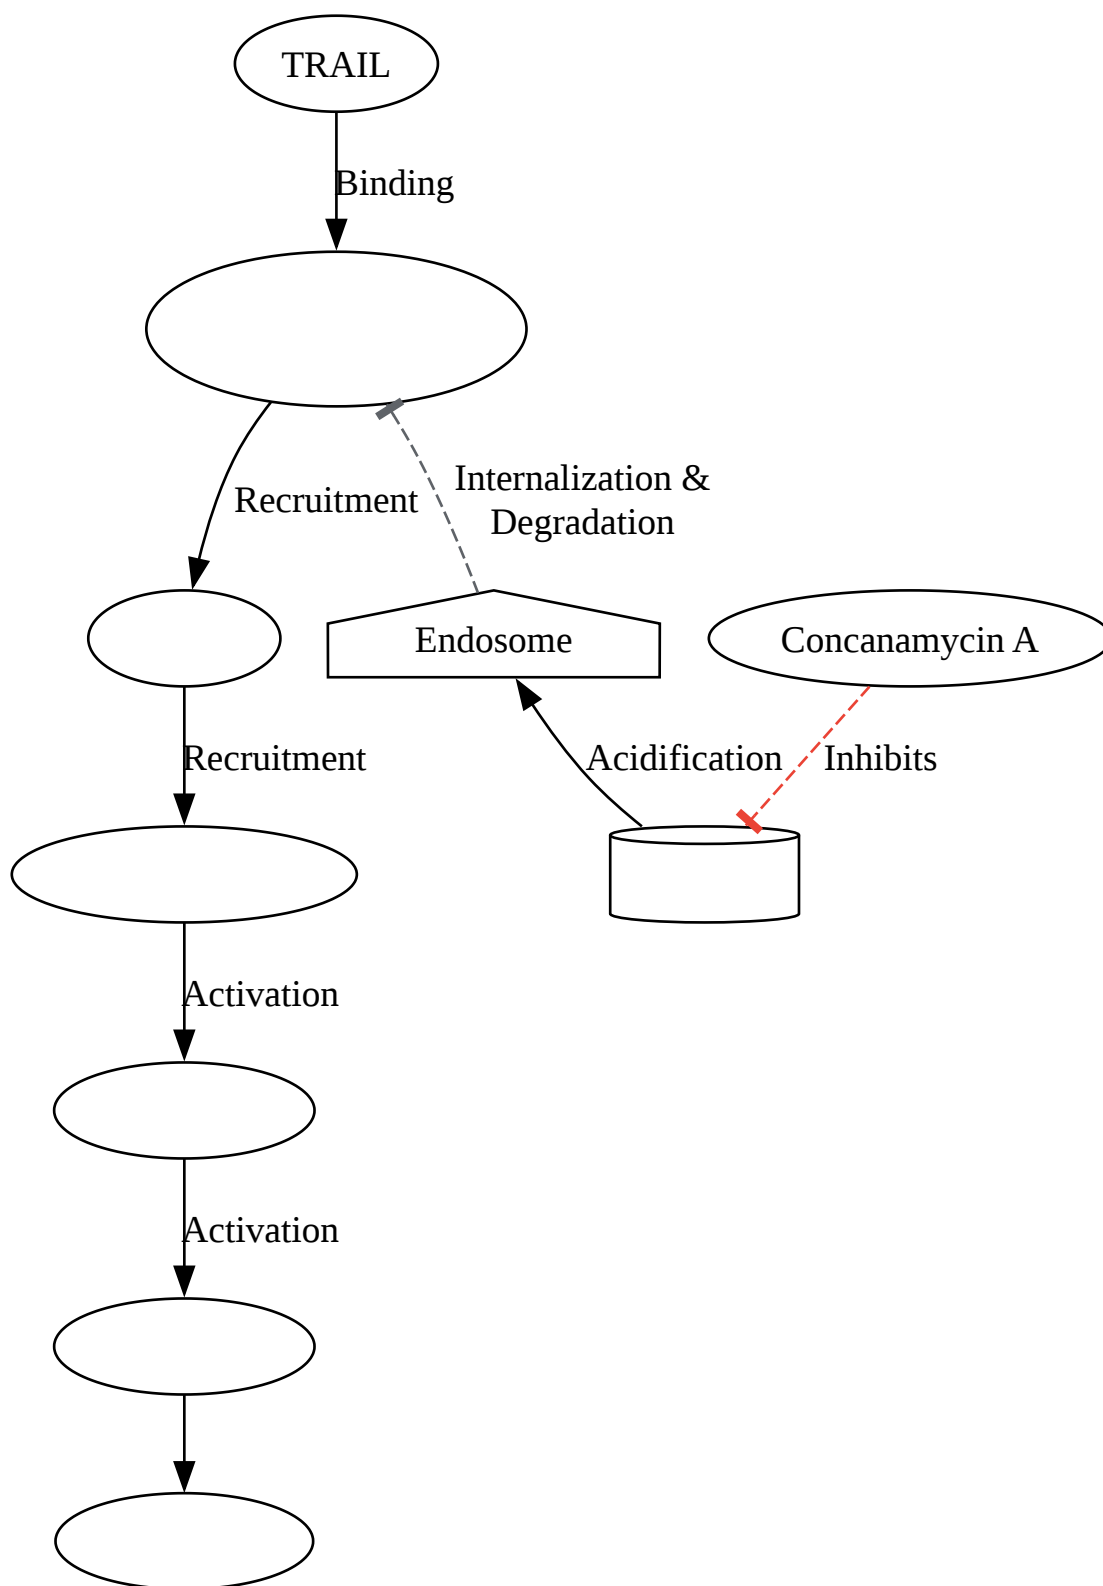 TRAIL
Binding
Internalization &
Degradation
Recruitment
Endosome
Concanamycin A
Recruitment
Acidification
Inhibits
Activation
Activation